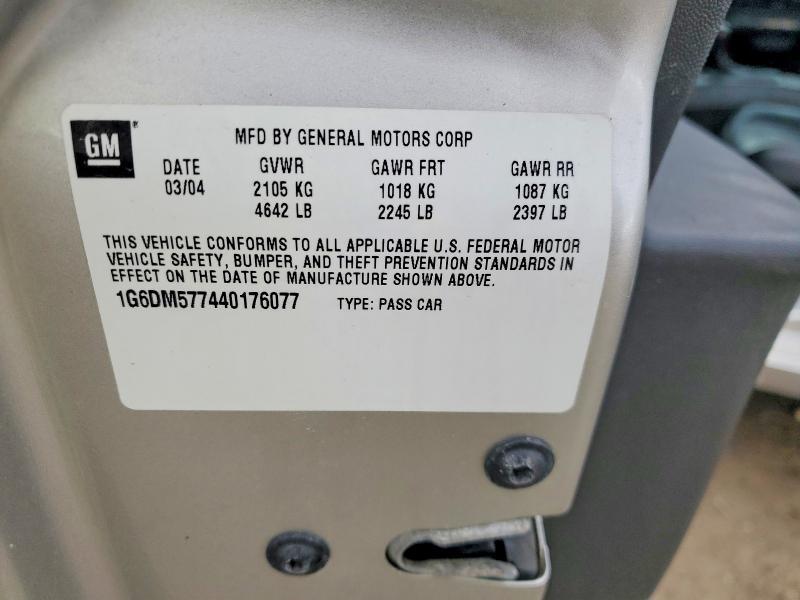 GM
MFD BY GENERAL MOTORS CORP
DATE GVWR GAWR FRT GAWR RR
03/04 2105 KG 1018 KG 1087 KG
4642 LB 2245 LB 2397 LB
THIS VEHICLE CONFORMS TO ALL APPLICABLE U.S. FEDERAL MOTOR
VEHICLE SAFETY, BUMPER, AND THEFT PREVENTION STANDARDS IN
EFFECT ON THE DATE OF MANUFACTURE SHOWN ABOVE.
1G6DM577440176077 TYPE: PASS CAR